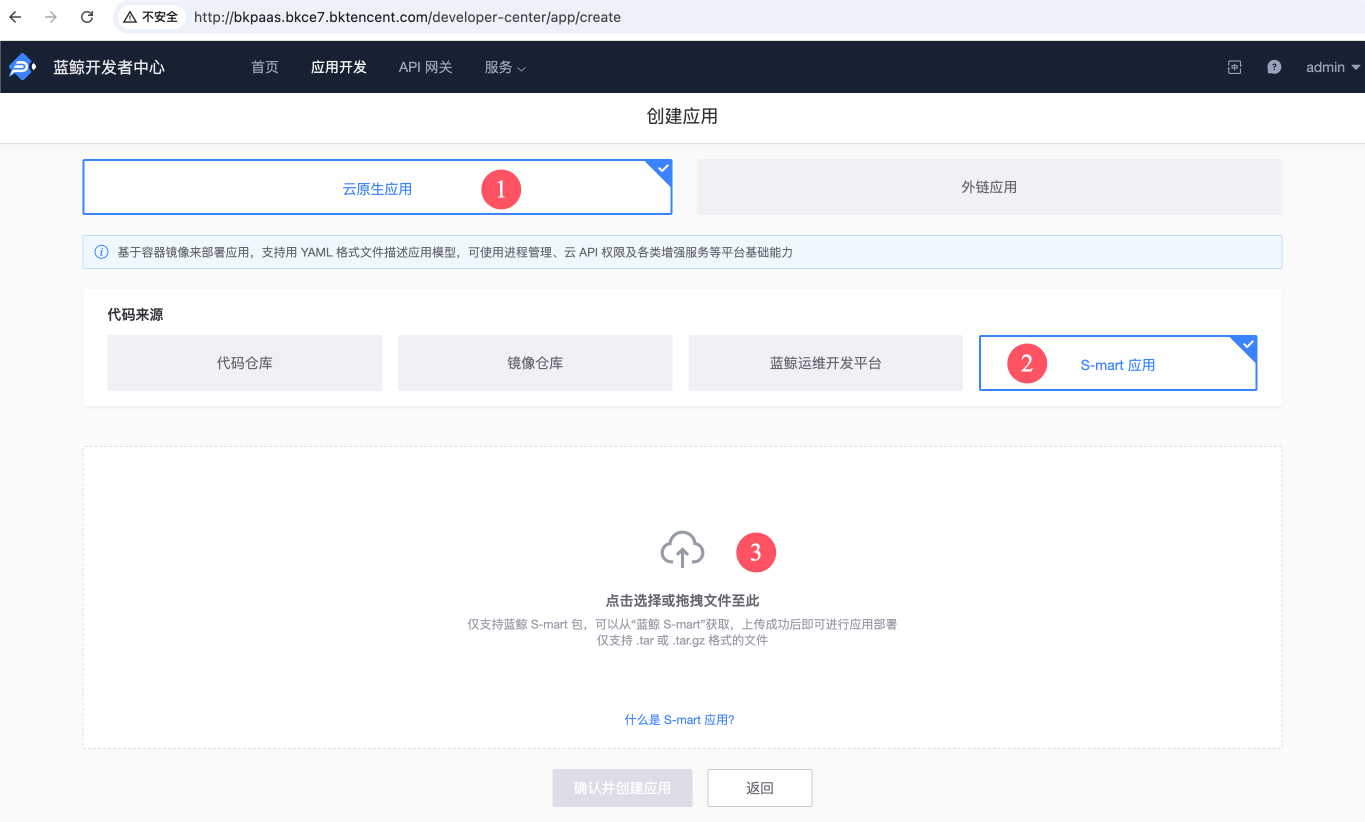 不安全 http://bkpaas.bkce7.bktencent.com/developer-center/app/create
蓝鲸开发者中心 首页 应用开发 API 网关 服务 中 ? admin
创建应用
云原生应用 1 外链应用
基于容器镜像来部署应用，支持用 YAML 格式文件描述应用模型，可使用进程管理、云 API 权限及各类增强服务等平台基础能力
代码来源
代码仓库 镜像仓库 蓝鲸运维开发平台 2 S-mart 应用
3
点击选择或拖拽文件至此
仅支持蓝鲸 S-mart 包，可以从“蓝鲸 S-mart”获取，上传成功后即可进行应用部署
仅支持 .tar 或 .tar.gz 格式的文件
什么是 S-mart 应用?
确认并创建应用 返回